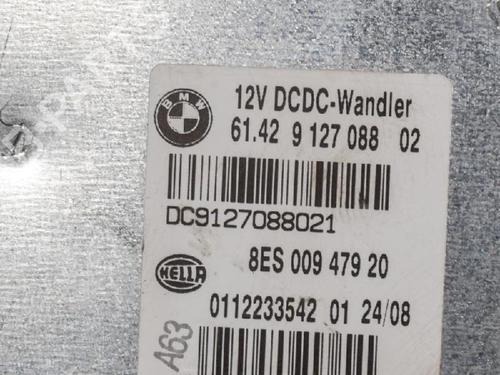 BMW
12V DCDC-Wandler
61.42 9 127 088 02
DC9127088021
8ES 009 479 20
HELLA
0112233542 01 24/08
A63